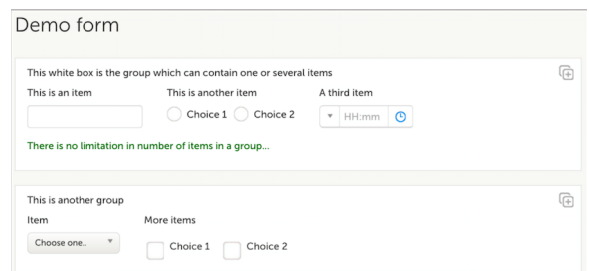 Demo form
This white box is the group which can contain one or several items
This is an item This is another item A third item
Choice 1 Choice 2 HH:mm
There is no limitation in number of items in a group...
This is another group
Item More items
Choose one.. Choice 1 Choice 2